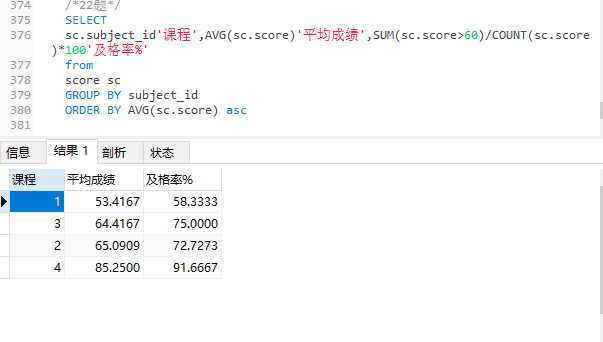 374 /*22题*/
375 SELECT
376 sc.subject_id'课程',AVG(sc.score)'平均成绩',SUM(sc.score>60)/COUNT(sc.score
)*100'及格率%'
377 from
378 score sc
379 GROUP BY subject_id
380 ORDER BY AVG(sc.score) asc
381
信息 结果 1 剖析 状态
课程 平均成绩 及格率%
1 53.4167 58.3333
3 64.4167 75.0000
2 65.0909 72.7273
4 85.2500 91.6667